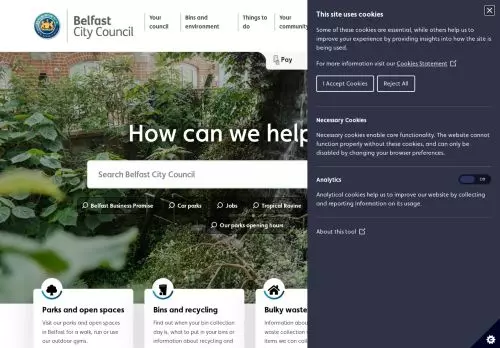 Belfast
City Council
Your
council
Bins and
environment
Things to
do
Your
community
Pay
How can we help
Search Belfast City Council
Belfast Business Promise
Car parks
Jobs
Tropical Ravine
Our parks opening hours
Parks and open spaces
Visit our parks and open spaces
in Belfast for a walk, run or use
our outdoor gyms.
Bins and recycling
Find out when your bin collection
day is, what to put in your bins or
information about recycling and
Bulky waste
Information about
waste collection
items we can coll
This site uses cookies
Some of these cookies are essential, while others help us to
improve your experience by providing insights into how the site is
being used.
For more information visit our Cookies Statement
I Accept Cookies
Reject All
Necessary Cookies
Necessary cookies enable core functionality. The website cannot
function properly without these cookies, and can only be
disabled by changing your browser preferences.
Analytics
Off
Analytical cookies help us to improve our website by collecting
and reporting information on its usage.
About this tool